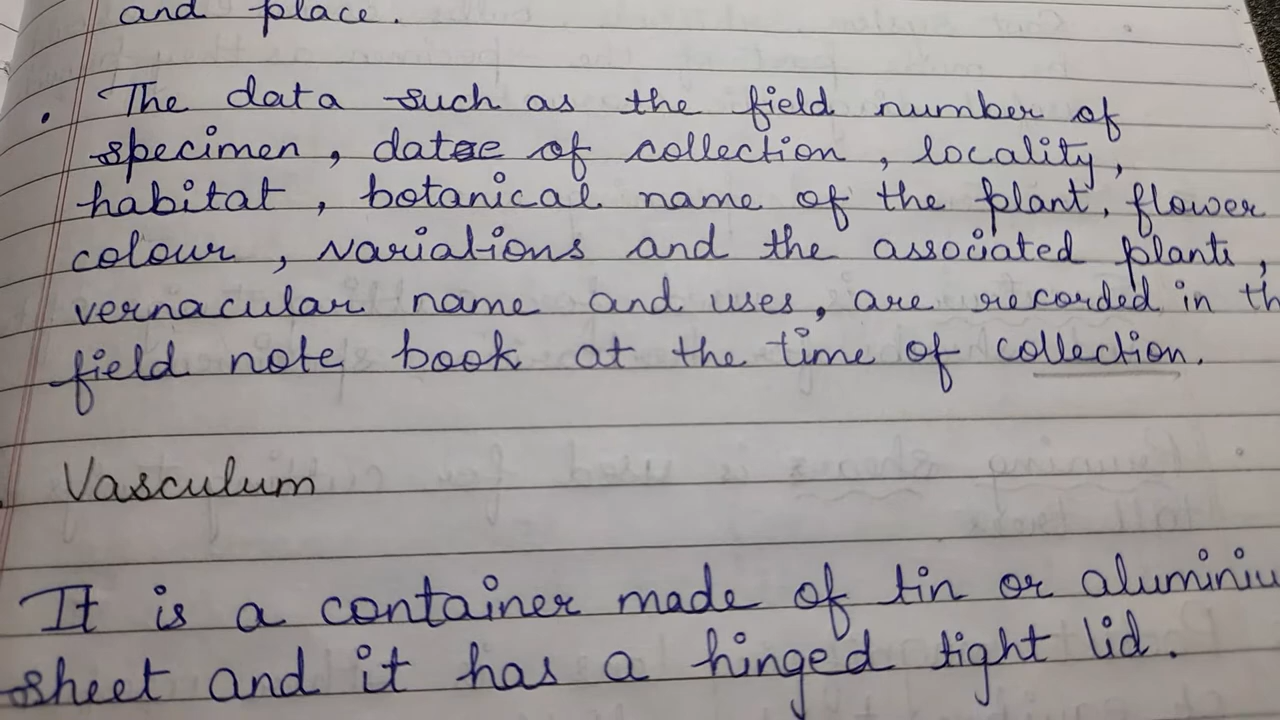 and place.
• The data such as the field number of
specimen, date of collection, locality,
habitat, botanical name of the plant, flower
colour, variations and the associated plants,
vernacular name and uses, are recorded in th
field note book at the time of collection.
Vasculum
It is a container made of tin or aluminiu
sheet and it has a hinged tight lid.